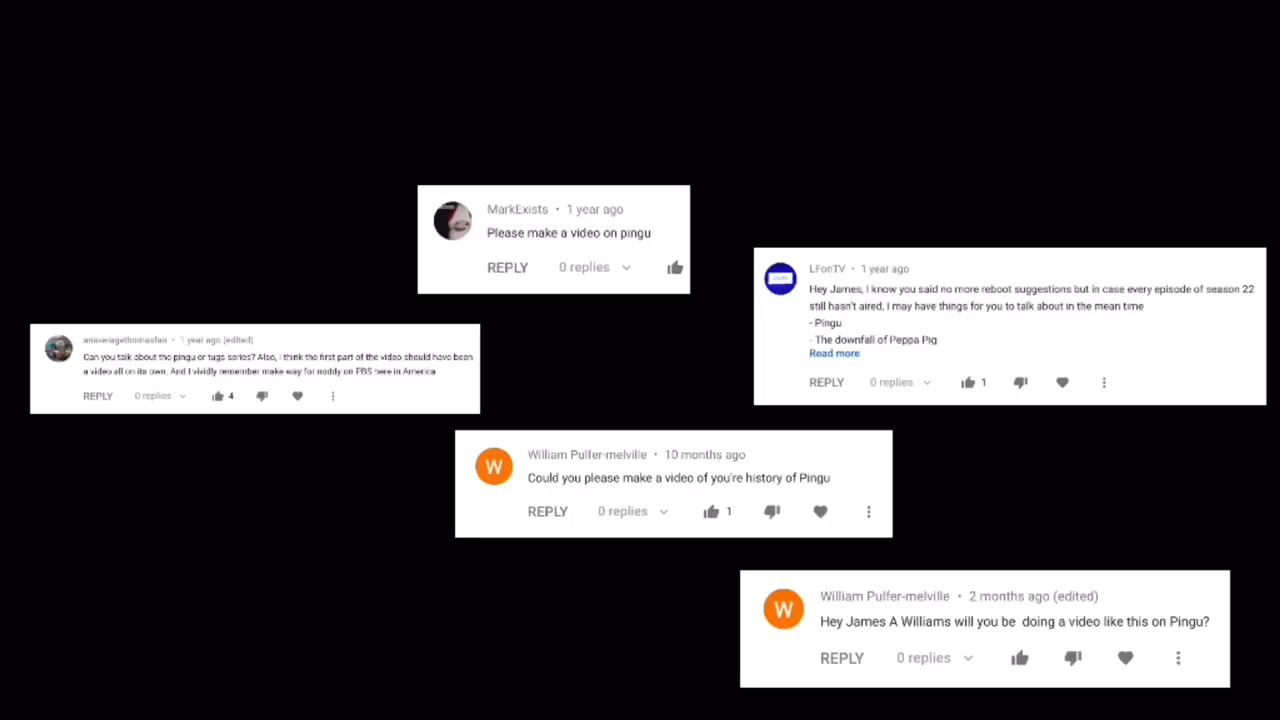 MarkExists • 1 year ago
Please make a video on pingu
REPLY 0 replies
LFonTV • 1 year ago
Hey James, I know you said no more reboot suggestions but in case every episode of season 22
still hasn't aired, I may have things for you to talk about in the mean time
- Pingu
- The downfall of Peppa Pig
Read more
REPLY 0 replies 1
anaveragethomasfan • 1 year ago (edited)
Can you talk about the pingu or tugs series? Also, I think the first part of the video should have been
a video all on its own. And I vividly remember make way for noddy on PBS here in America
REPLY 0 replies 4
W
William Pulfer-melville • 10 months ago
Could you please make a video of you're history of Pingu
REPLY 0 replies 1
W
William Pulfer-melville • 2 months ago (edited)
Hey James A Williams will you be doing a video like this on Pingu?
REPLY 0 replies